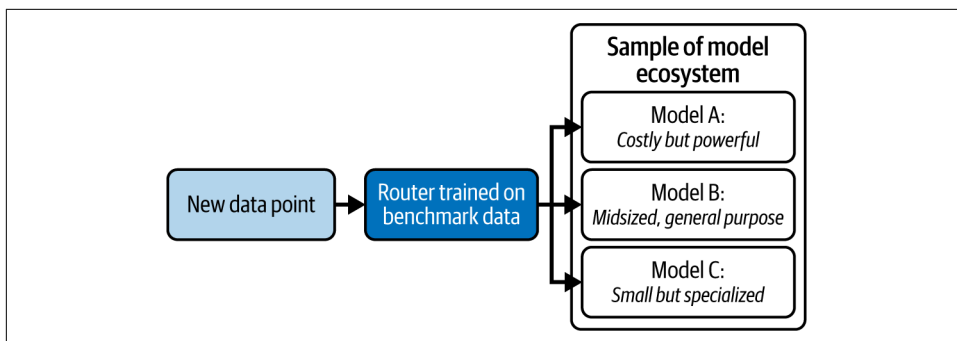 Sample of model
ecosystem
Model A:
Costly but powerful
New data point
Router trained on
benchmark data
Model B:
Midsized, general purpose
Model C:
Small but specialized